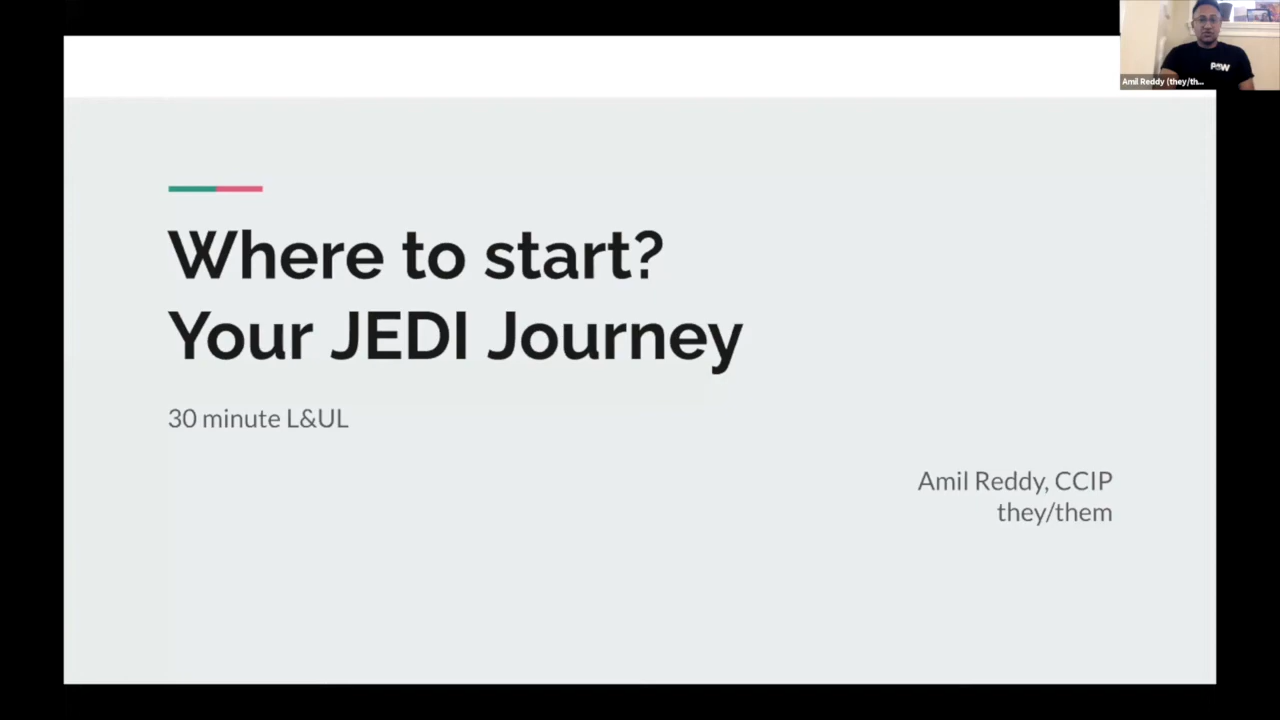 Where to start?
Your JEDI Journey
30 minute L&UL
Amil Reddy, CCIP
they/them
Amil Reddy (they/th...